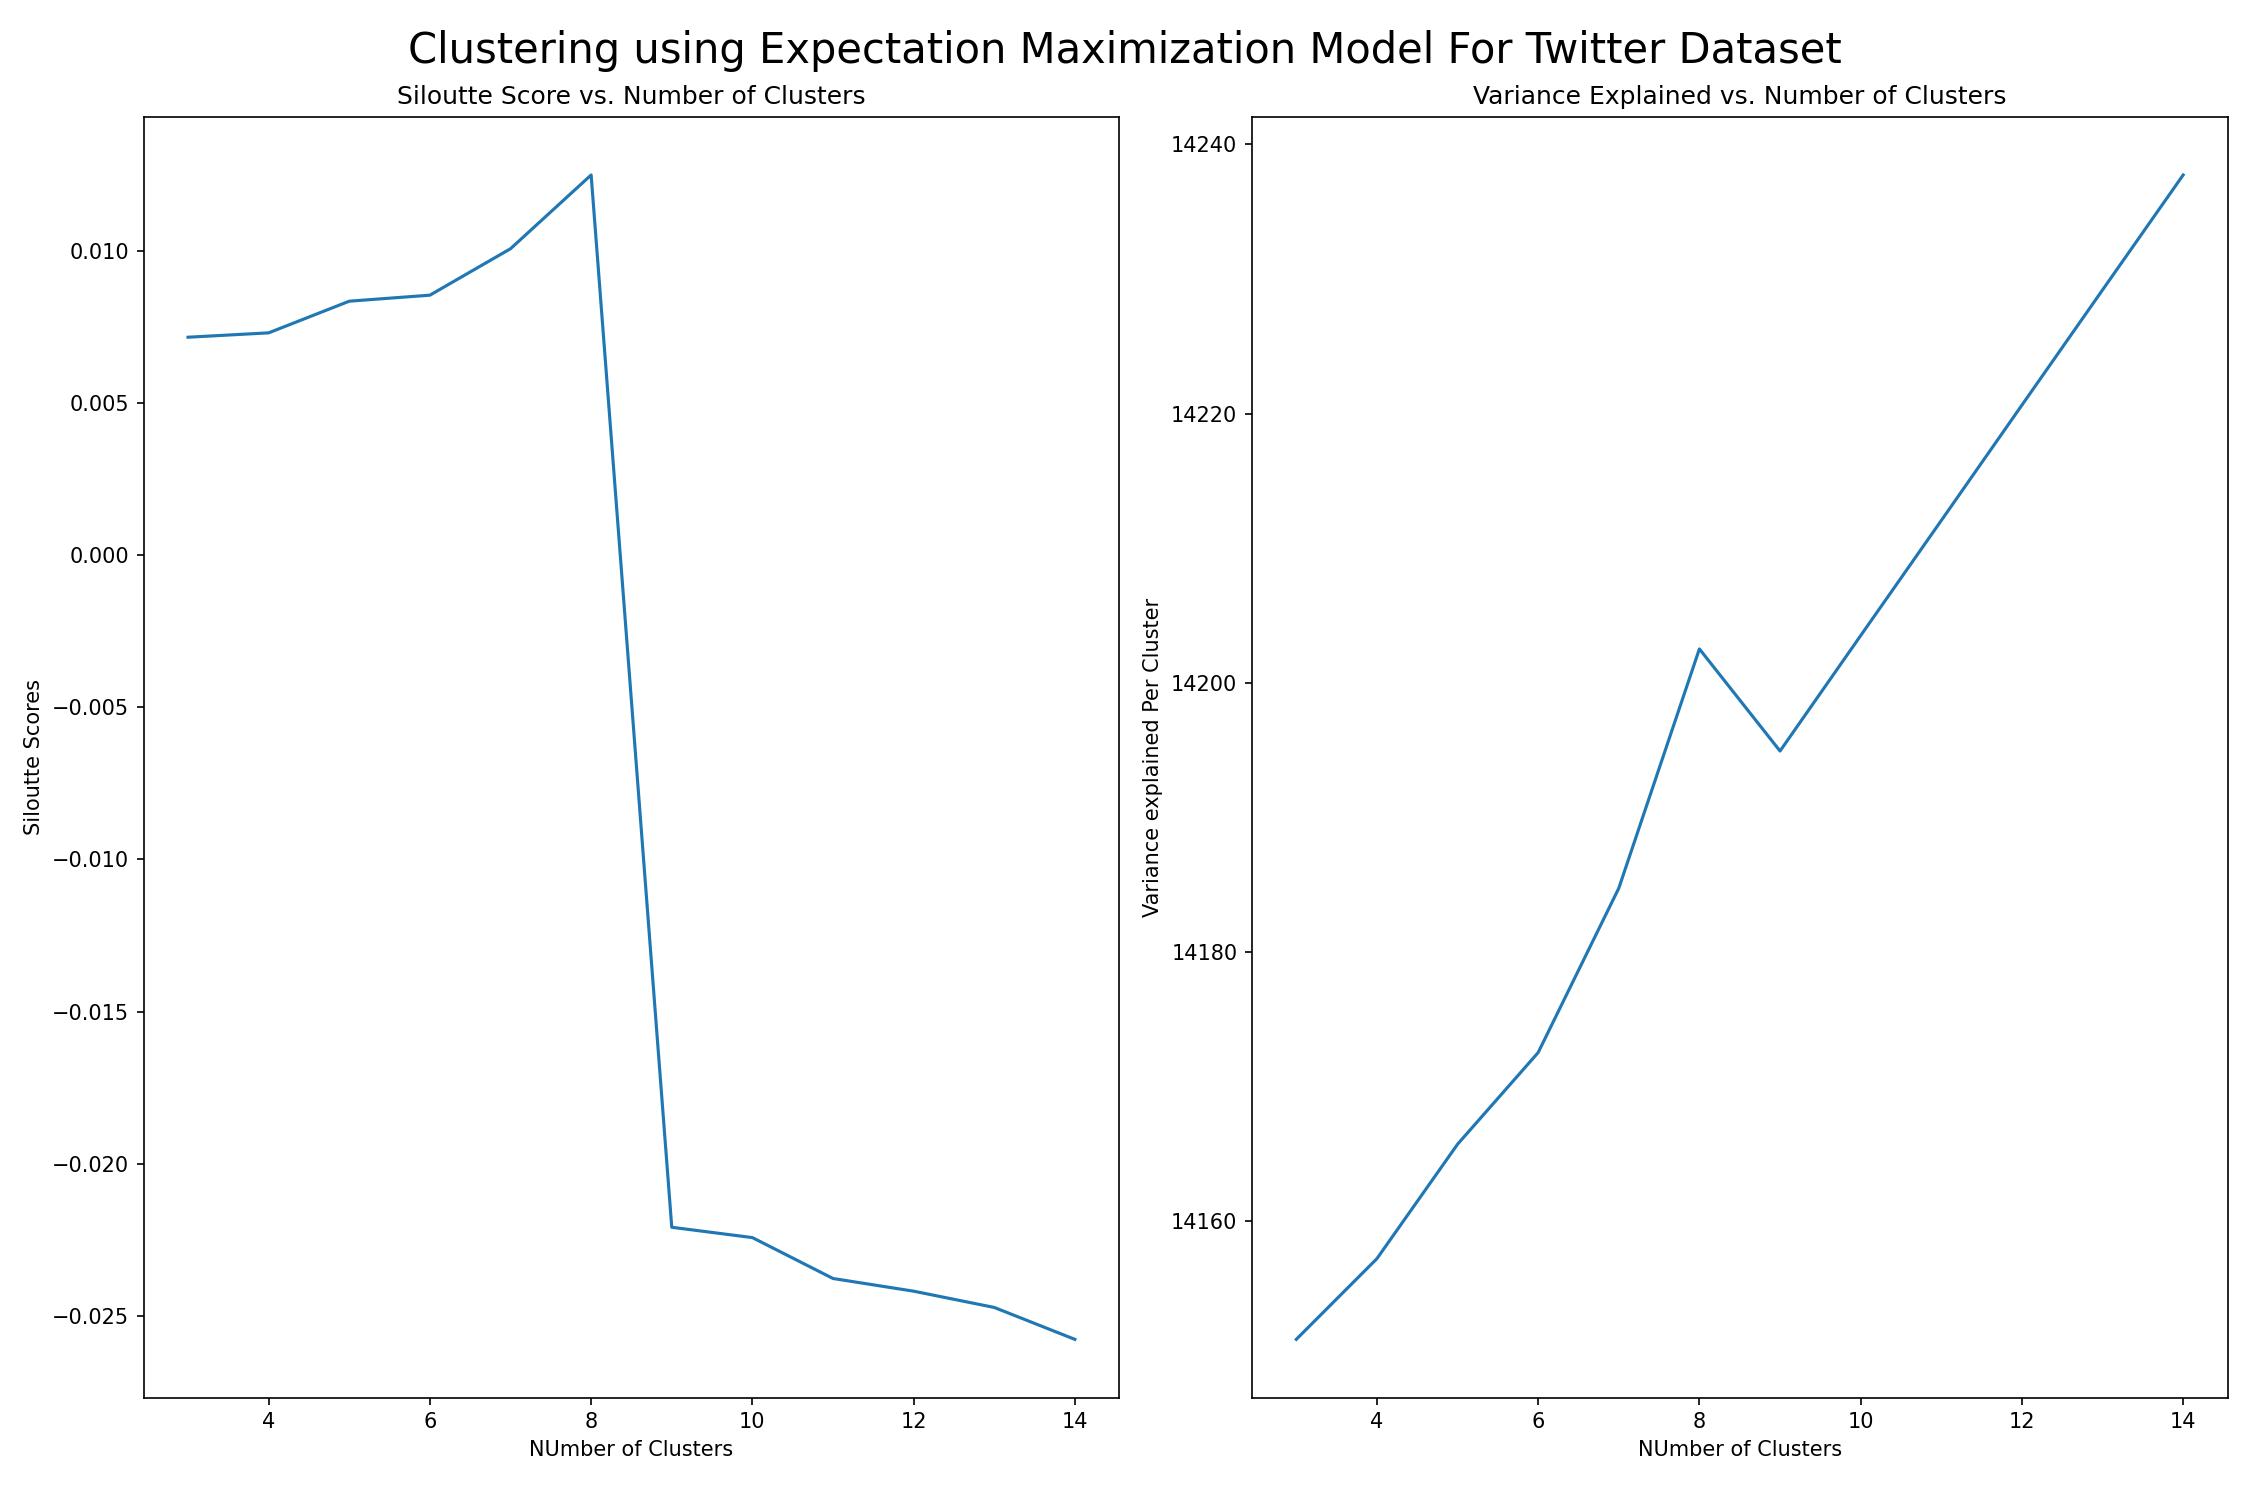 Clustering using Expectation Maximization Model For Twitter Dataset
Siloutte Score vs. Number of Clusters
Siloutte Scores
0.010
0.005
0.000
−0.005
−0.010
−0.015
−0.020
−0.025
4 6 8 10 12 14
NUmber of Clusters
Variance Explained vs. Number of Clusters
Variance explained Per Cluster
14240
14220
14200
14180
14160
4 6 8 10 12 14
NUmber of Clusters